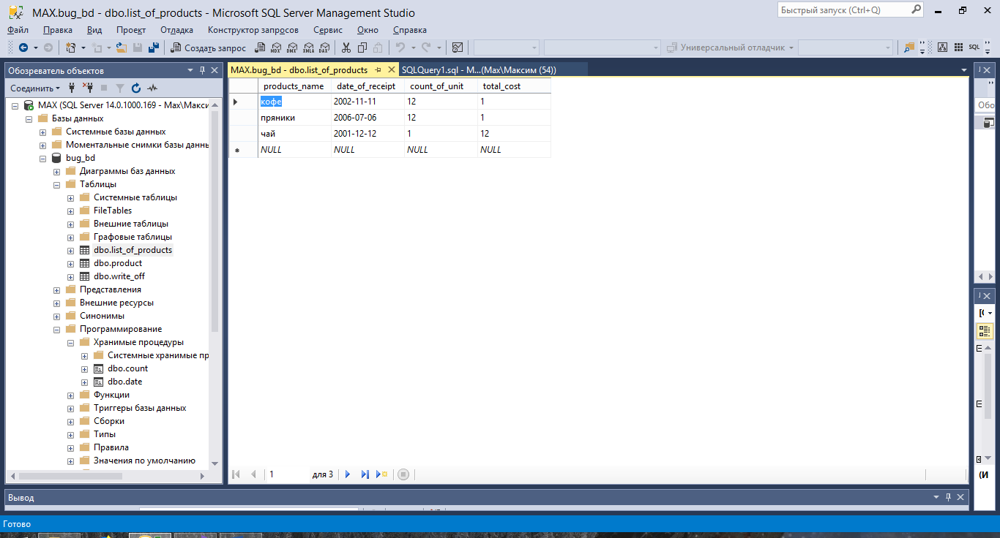 MAX.bug_bd - dbo.list_of_products - Microsoft SQL Server Management Studio
Быстрый запуск (Ctrl+Q)
Файл Правка Вид Проект Отладка Конструктор запросов Сервис Окно Справка
Создать запрос MDX DMX XMLA DAX Универсальный отладчик SQL
Обозреватель объектов
Соединить
MAX (SQL Server 14.0.1000.169 - Max\Макси
Базы данных
Системные базы данных
Моментальные снимки базы даннь
bug_bd
Диаграммы баз данных
Таблицы
Системные таблицы
FileTables
Внешние таблицы
Графовые таблицы
dbo.list_of_products
dbo.product
dbo.write_off
Представления
Внешние ресурсы
Синонимы
Программирование
Хранимые процедуры
Системные хранимые пр
dbo.count
dbo.date
Функции
Триггеры базы данных
Сборки
Типы
Правила
Значения по умолчанию
MAX.bug_bd - dbo.list_of_products SQLQuery1.sql - M...(Max\Максим (54))
products_name date_of_receipt count_of_unit total_cost
кофе 2002-11-11 12 1
пряники 2006-07-06 12 1
чай 2001-12-12 1 12
NULL NULL NULL NULL
1 для 3
Обо
[(
(И
Вывод
Готово